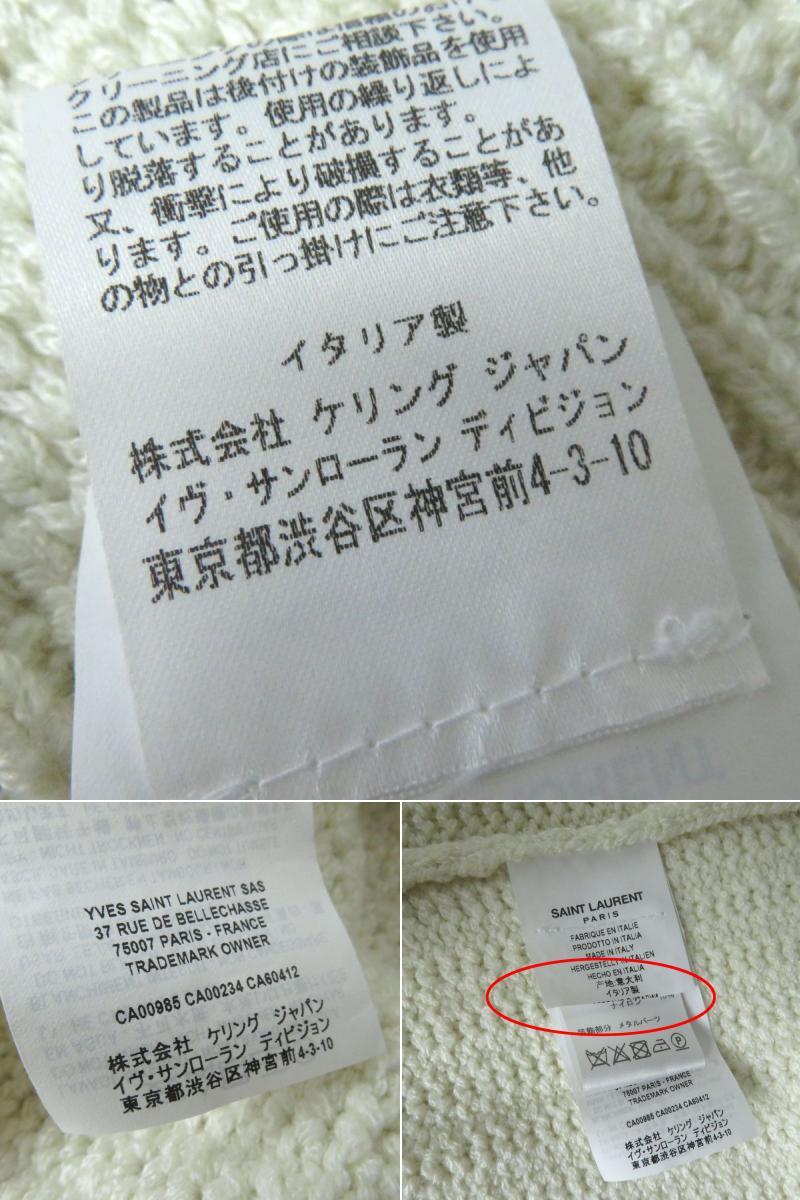 クリーニング店にご相談下さい。
この製品は後付けの装飾品を使用
しています。使用の繰り返しによ
り脱落することがあります。
又、衝撃により破損することがあ
ります。ご使用の際は衣類等、他
の物との引っ掛けにご注意下さい。
イタリア製
株式会社 ケリング ジャパン
イヴ・サンローラン ディビジョン
東京都渋谷区神宮前4-3-10
YVES SAINT LAURENT SAS
37 RUE DE BELLECHASSE
75007 PARIS - FRANCE
TRADEMARK OWNER
CA00985 CA00234 CA60412
株式会社 ケリング ジャパン
イヴ・サンローラン ディビジョン
東京都渋谷区神宮前4-3-10
SAINT LAURENT
PARIS
FABRIQUE EN ITALIE
PRODOTTO IN ITALIA
MADE IN ITALY
HERGESTELLT IN ITALIEN
HECHO EN ITALIA
产地:意大利
イタリア製
装飾部分 メタルパーツ
75007 PARIS - FRANCE
TRADEMARK OWNER
CA00985 CA00234 CA60412
株式会社 ケリング ジャパン
イヴ・サンローラン ディビジョン
東京都渋谷区神宮前4-3-10